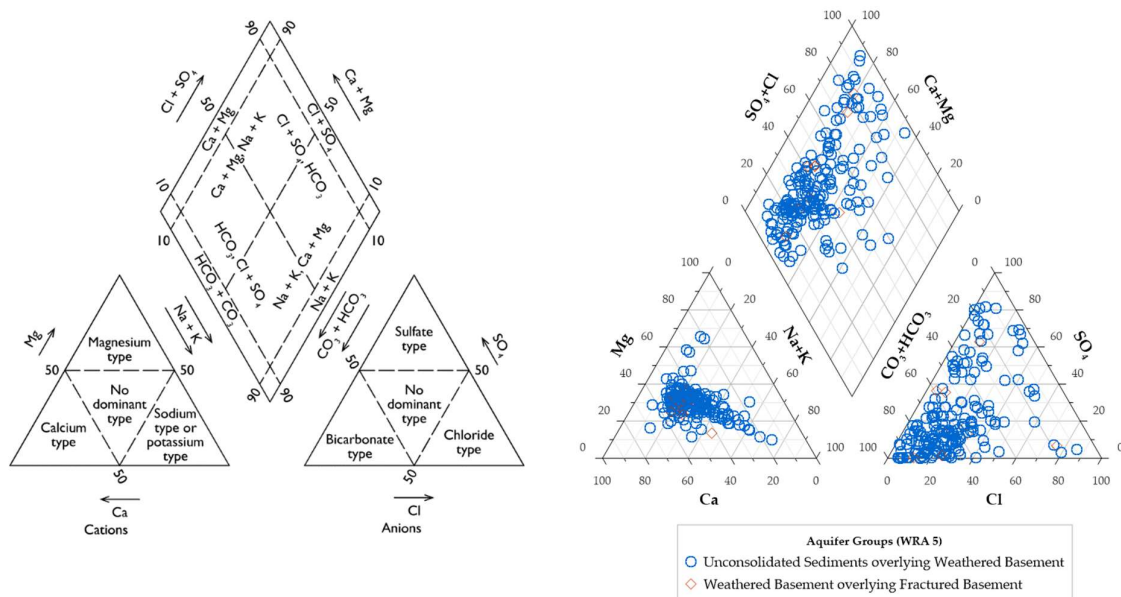 90
90
Cl + SO₄
50
Ca + Mg
50
Ca + Mg
Cl + SO₄
Ca + Mg, Na + K
Cl + SO₄, HCO₃
10
10
10
10
HCO₃ + CO₃
HCO₃, Cl + SO₄
Na + K, Ca + Mg
Na + K
90
90
Mg
Na + K
CO₃ + HCO₃
SO₄
Magnesium
type
50
50
No
dominant
type
Calcium
type
Sodium
type or
potassium
type
50
Ca
Cations
Sulfate
type
50
50
No
dominant
type
Bicarbonate
type
Chloride
type
50
Cl
Anions
100
100
80
80
60
60
40
40
20
20
0
0
SO₄+Cl
Ca+Mg
100
0
80
20
60
40
40
60
20
80
0
100
Mg
Na+K
100
80
60
40
20
0
Ca
0
100
20
80
40
60
60
40
80
20
100
0
CO₃+HCO₃
SO₄
0
20
40
60
80
100
Cl
Aquifer Groups (WRA 5)
Unconsolidated Sediments overlying Weathered Basement
Weathered Basement overlying Fractured Basement